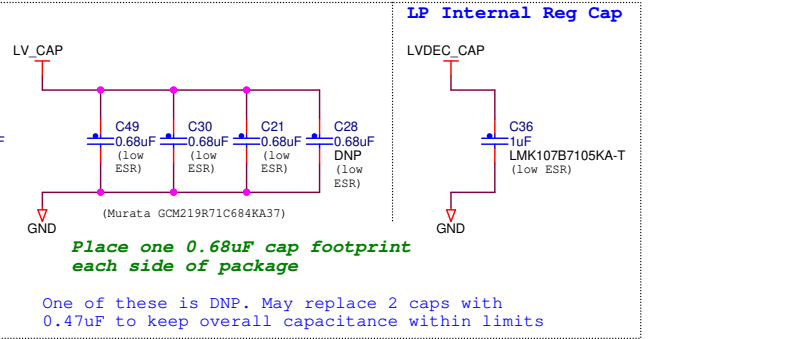 LP Internal Reg Cap
LV_CAP
LVDEC_CAP
C49
0.68uF
(low
ESR)
C30
0.68uF
(low
ESR)
C21
0.68uF
(low
ESR)
C28
0.68uF
DNP
(low
ESR)
C36
1uF
LMK107B7105KA-T
(low ESR)
F
(Murata GCM219R71C684KA37)
GND
GND
Place one 0.68uF cap footprint
each side of package
One of these is DNP. May replace 2 caps with
0.47uF to keep overall capacitance within limits